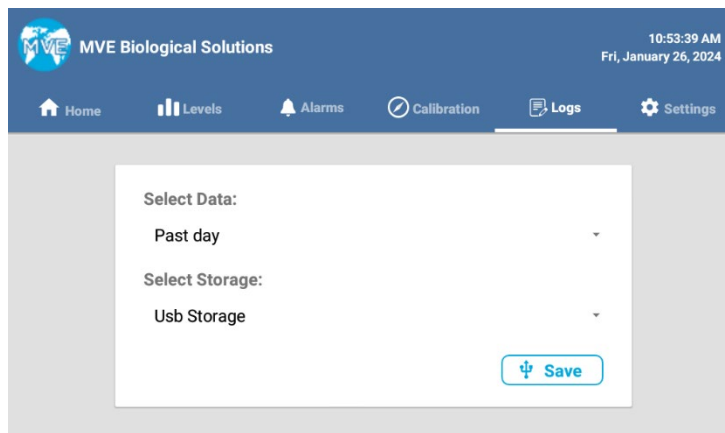 MVE
MVE Biological Solutions
10:53:39 AM
Fri, January 26, 2024
Home Levels Alarms Calibration Logs Settings
Select Data:
Past day
Select Storage:
Usb Storage
Save